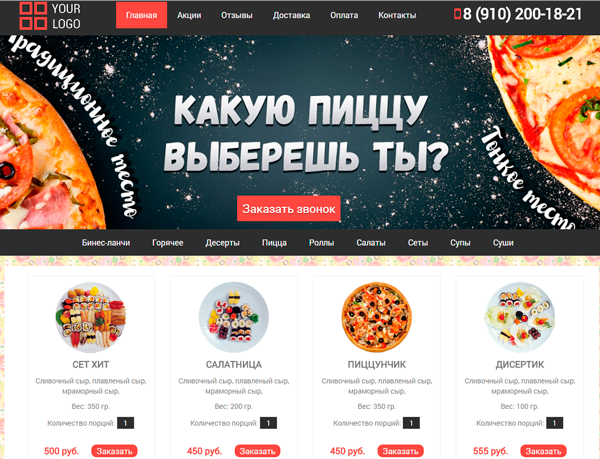 YOUR
LOGO
Главная Акции Отзывы Доставка Оплата Контакты
8 (910) 200-18-21
Традиционное тесто
КАКУЮ ПИЦЦУ
ВЫБЕРЕШЬ ТЫ?
Тонкое тесто
Заказать звонок
Бинес-ланчи Горячее Десерты Пицца Роллы Салаты Сеты Супы Суши
СЕТ ХИТ
Сливочный сыр, плавленый сыр,
мраморный сыр,
Вес: 350 гр.
Количество порций: 1
500 руб. Заказать
САЛАТНИЦА
Сливочный сыр, плавленый сыр,
мраморный сыр,
Вес: 200 гр.
Количество порций: 1
450 руб. Заказать
ПИЦЦУНЧИК
Сливочный сыр, плавленый сыр,
мраморный сыр,
Вес: 350 гр.
Количество порций: 1
450 руб. Заказать
ДИСЕРТИК
Сливочный сыр, плавленый сыр,
мраморный сыр,
Вес: 100 гр.
Количество порций: 1
555 руб. Заказать